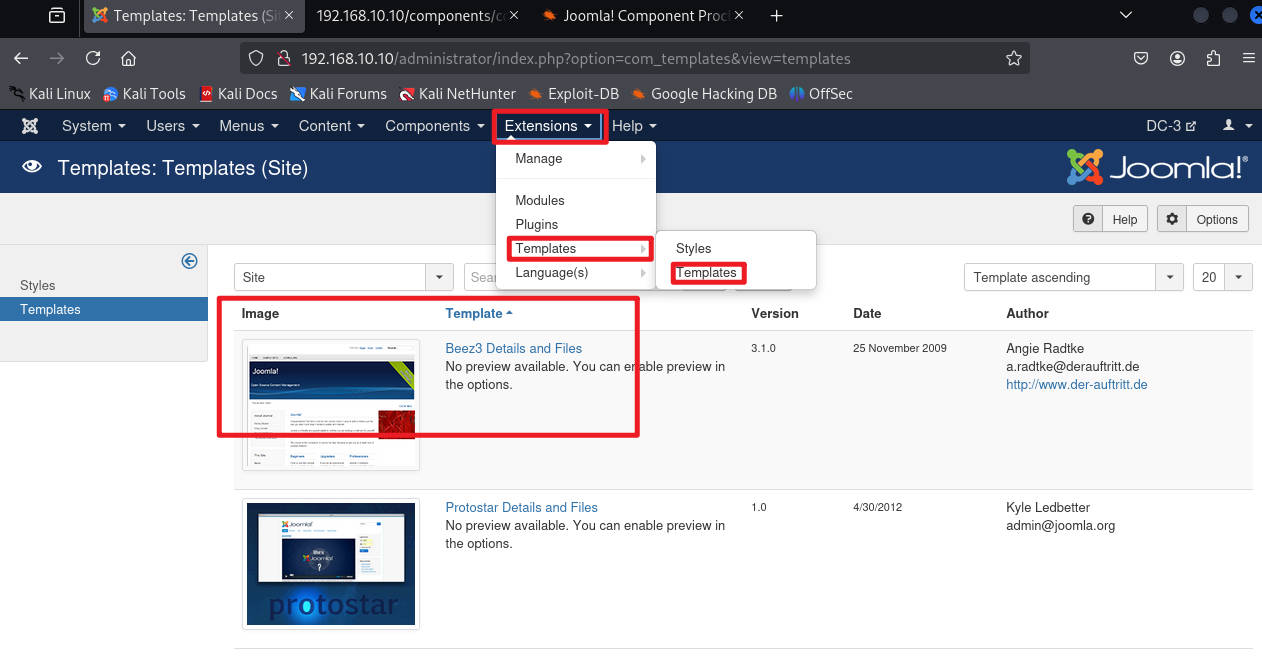 Templates: Templates (Si
192.168.10.10/components/c
Joomla! Component Proc
192.168.10.10/administrator/index.php?option=com_templates&view=templates
Kali Linux Kali Tools Kali Docs Kali Forums Kali NetHunter Exploit-DB Google Hacking DB OffSec
System Users Menus Content Components Extensions Help DC-3
Templates: Templates (Site)
Joomla!®
Manage
Modules
Plugins
Templates
Language(s)
Styles
Templates
Help Options
Styles
Templates
Site
Sear
Template ascending
20
Image Template Version Date Author
Joomla!
Beez3 Details and Files 3.1.0 25 November 2009 Angie Radtke
No preview available. You can enable preview in a.radtke@derauftritt.de
the options. http://www.der-auftritt.de
Protostar Details and Files 1.0 4/30/2012 Kyle Ledbetter
No preview available. You can enable preview in admin@joomla.org
the options.
Joomla!
?
protostar